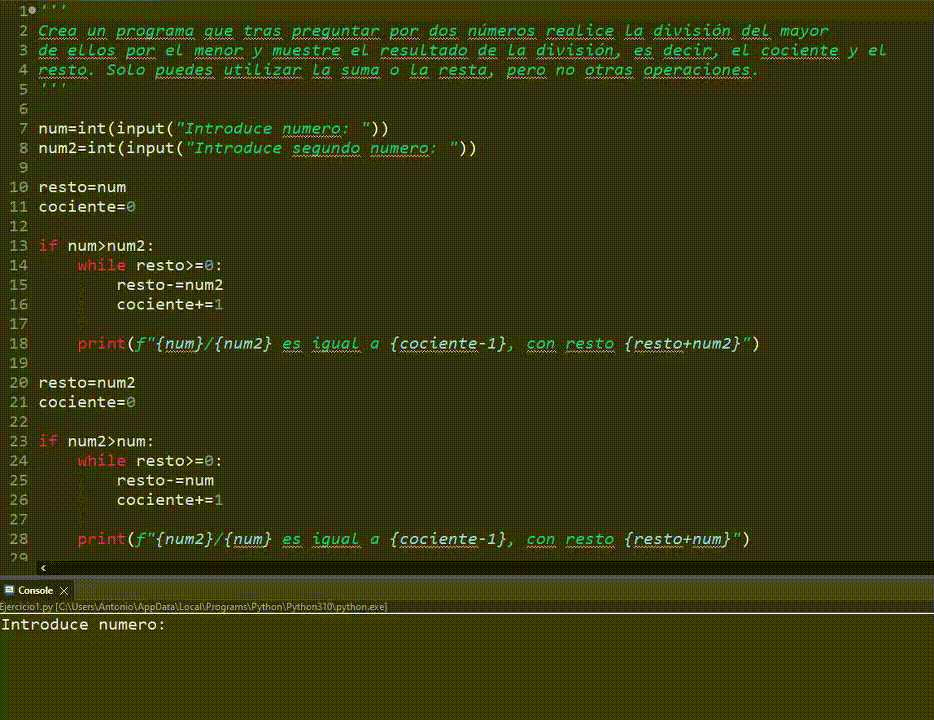 1 '''
2 Crea un programa que tras preguntar por dos números realice la división del mayor
3 de ellos por el menor y muestre el resultado de la división, es decir, el cociente y el
4 resto. Solo puedes utilizar la suma o la resta, pero no otras operaciones.
5 '''
6
7 num=int(input("Introduce numero: "))
8 num2=int(input("Introduce segundo numero: "))
9
10 resto=num
11 cociente=0
12
13 if num>num2:
14     while resto>=0:
15         resto-=num2
16         cociente+=1
17
18     print(f"{num}/{num2} es igual a {cociente-1}, con resto {resto+num2}")
19
20 resto=num2
21 cociente=0
22
23 if num2>num:
24     while resto>=0:
25         resto-=num
26         cociente+=1
27
28     print(f"{num2}/{num} es igual a {cociente-1}, con resto {resto+num}")
29
Console
Ejercicio1.py [C:\Users\Antonio\AppData\Local\Programs\Python\Python310\python.exe]
Introduce numero: